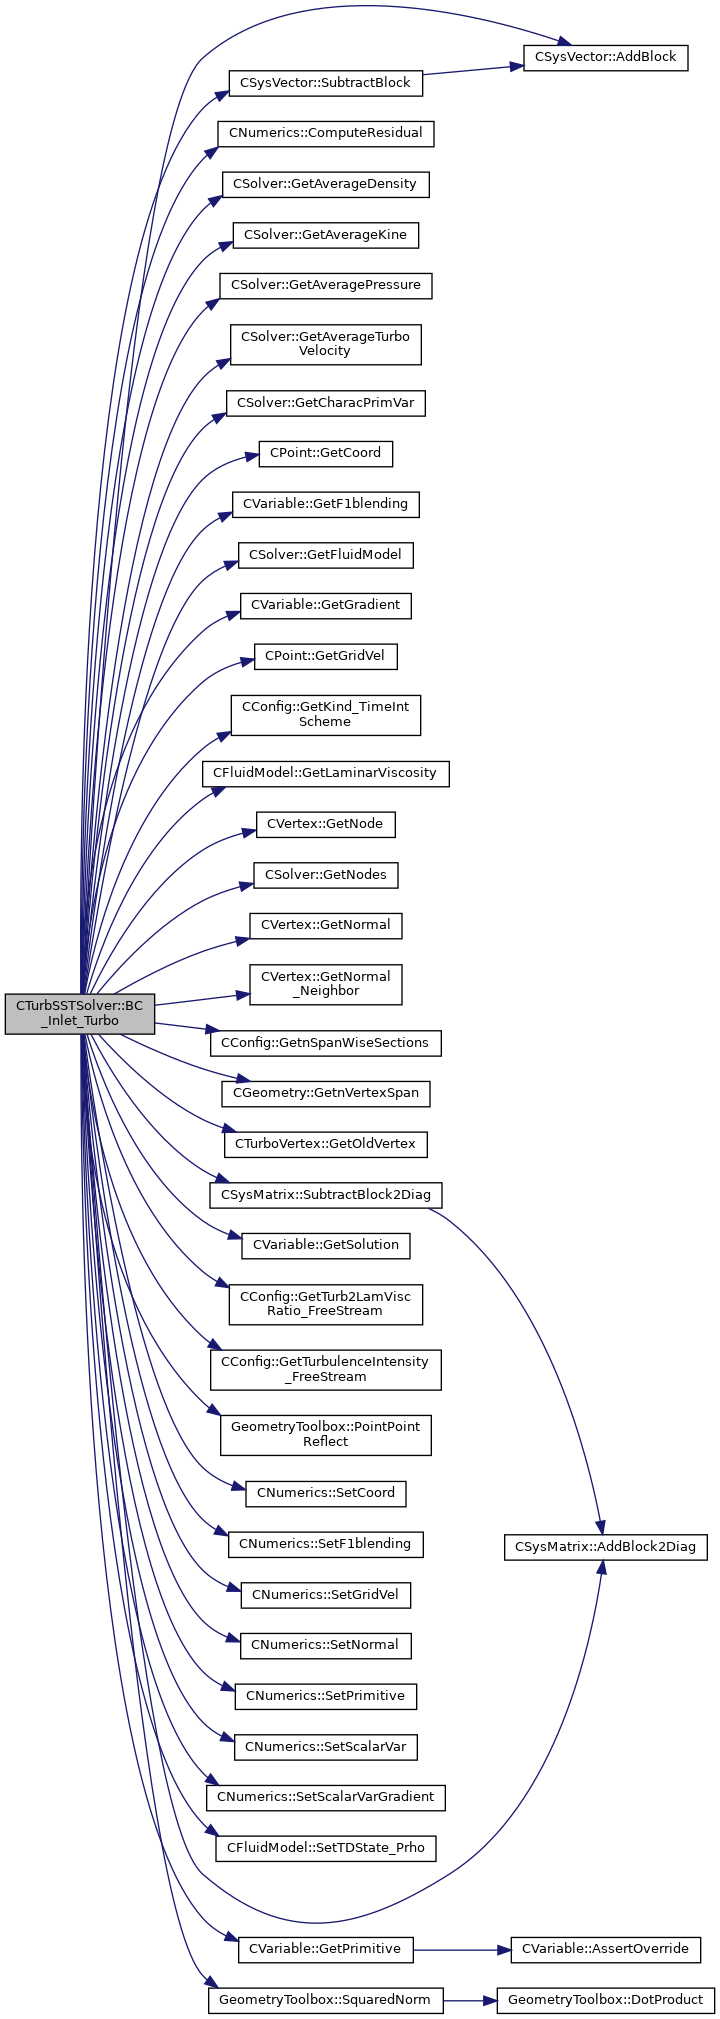 CSysVector::AddBlock
CSysVector::SubtractBlock
CNumerics::ComputeResidual
CSolver::GetAverageDensity
CSolver::GetAverageKine
CSolver::GetAveragePressure
CSolver::GetAverageTurbo
Velocity
CSolver::GetCharacPrimVar
CPoint::GetCoord
CVariable::GetF1blending
CSolver::GetFluidModel
CVariable::GetGradient
CPoint::GetGridVel
CConfig::GetKind_TimeInt
Scheme
CFluidModel::GetLaminarViscosity
CVertex::GetNode
CSolver::GetNodes
CVertex::GetNormal
CVertex::GetNormal
_Neighbor
CTurbSSTSolver::BC
_Inlet_Turbo
CConfig::GetnSpanWiseSections
CGeometry::GetnVertexSpan
CTurboVertex::GetOldVertex
CSysMatrix::SubtractBlock2Diag
CVariable::GetSolution
CConfig::GetTurb2LamVisc
Ratio_FreeStream
CConfig::GetTurbulenceIntensity
_FreeStream
GeometryToolbox::PointPoint
Reflect
CNumerics::SetCoord
CNumerics::SetF1blending
CSysMatrix::AddBlock2Diag
CNumerics::SetGridVel
CNumerics::SetNormal
CNumerics::SetPrimitive
CNumerics::SetScalarVar
CNumerics::SetScalarVarGradient
CFluidModel::SetTDState_Prho
CVariable::GetPrimitive
CVariable::AssertOverride
GeometryToolbox::SquaredNorm
GeometryToolbox::DotProduct